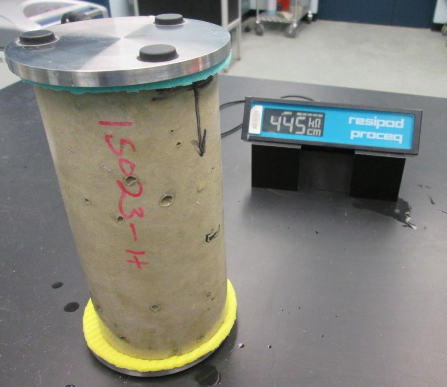 15023-H
445 kΩ
cm
resipod
proceq